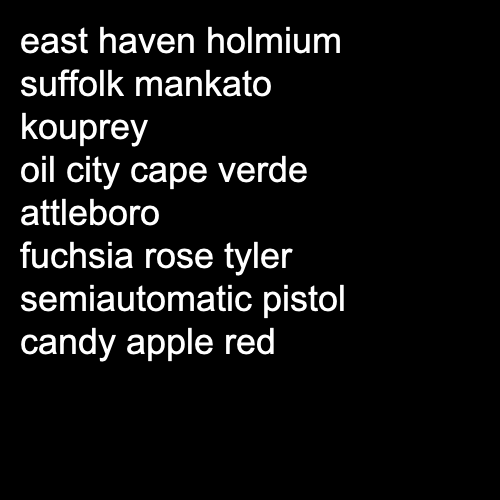 east haven holmium
suffolk mankato
kouprey
oil city cape verde
attleboro
fuchsia rose tyler
semiautomatic pistol
candy apple red